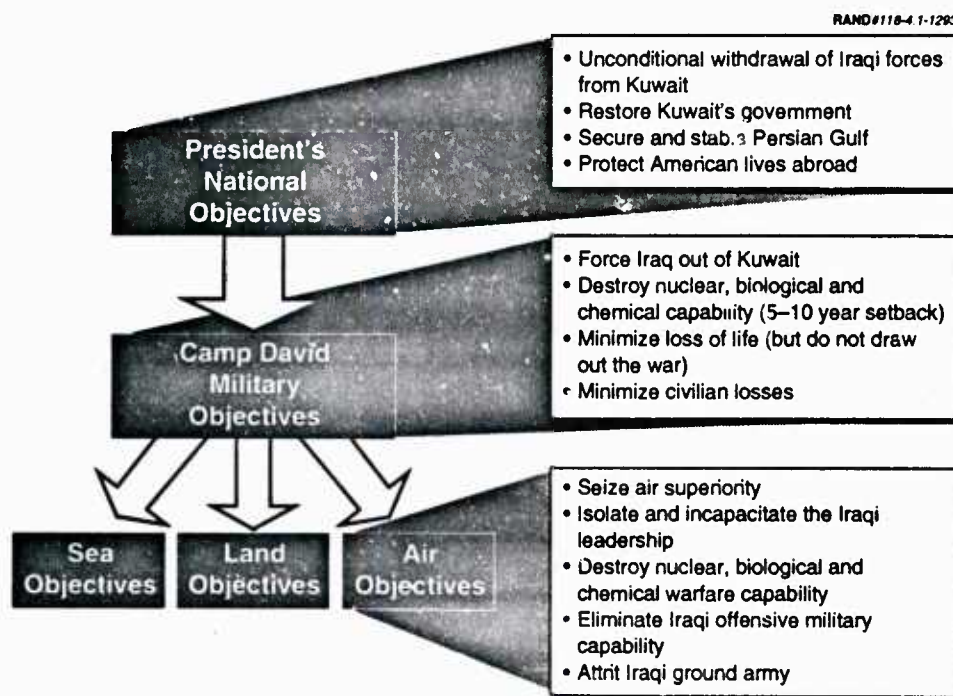 RAND#118-4.1-1293
• Unconditional withdrawal of Iraqi forces
from Kuwait
• Restore Kuwait's government
• Secure and Persian Gulf
• Protect American lives abroad
President's
National
Objectives
• Force Iraq out of Kuwait
• Destroy nuclear, biological and
chemical capability (5–10 year setback)
• Minimize loss of life (but do not draw
out the war)
• Minimize civilian losses
Camp David
Military
Objectives
Sea
Objectives
Land
Objectives
Air
Objectives
• Seize air superiority
• Isolate and incapacitate the Iraqi
leadership
• Destroy nuclear, biological and
chemical warfare capability
• Eliminate Iraqi offensive military
capability
• Attrit Iraqi ground army